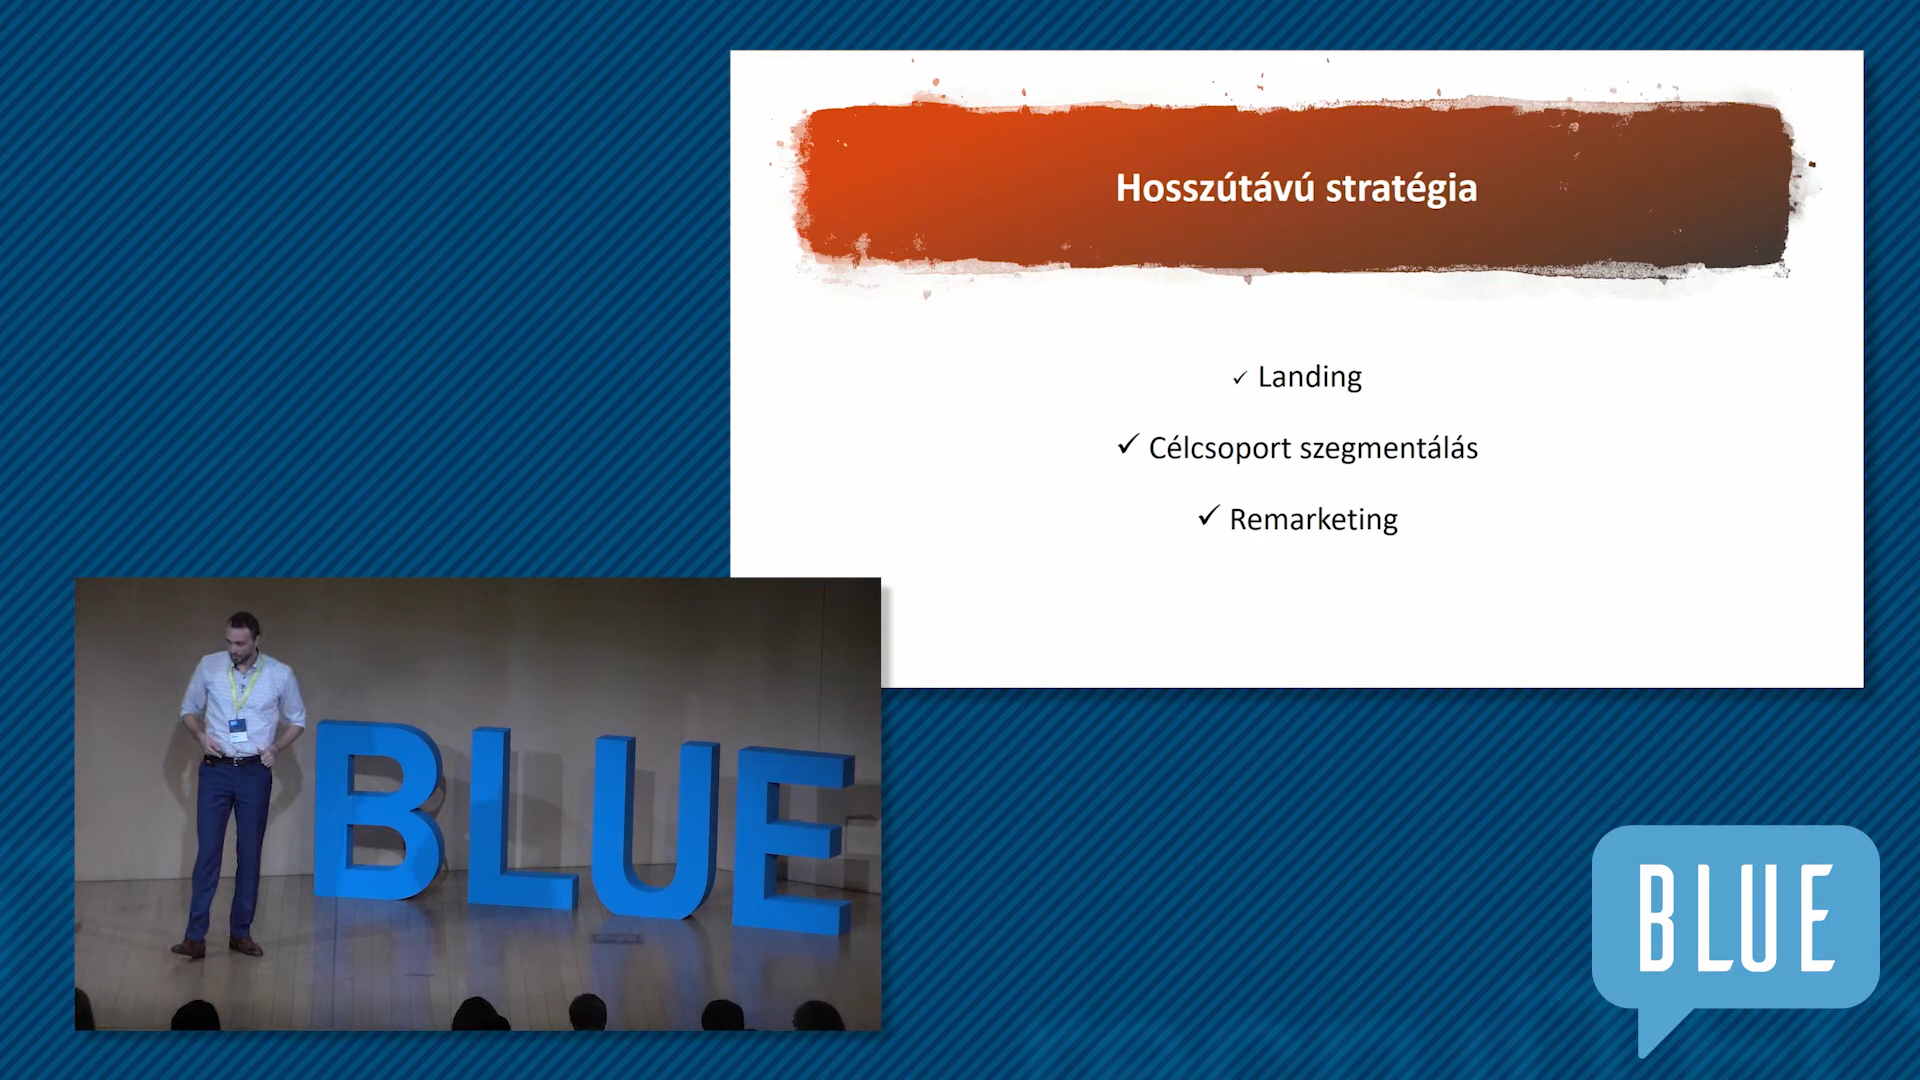 Hosszútávú stratégia
✓ Landing
✓ Célcsoport szegmentálás
✓ Remarketing
BLUE
BLUE